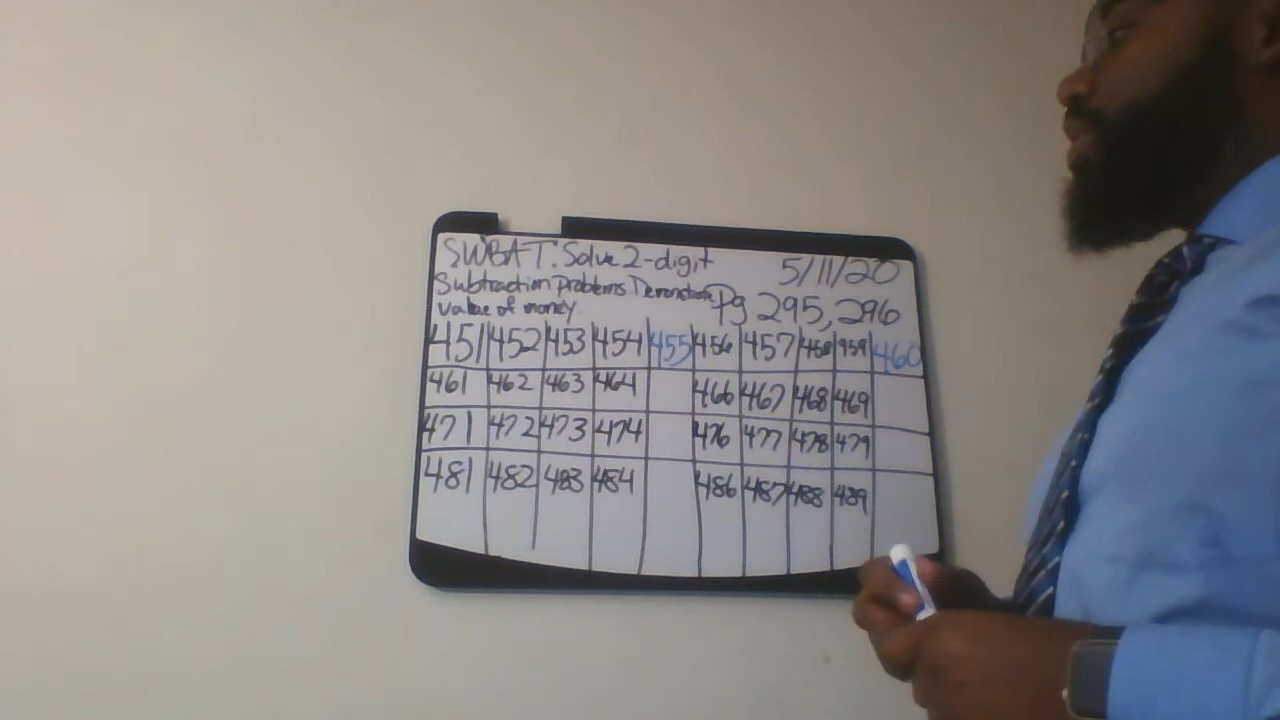 SWBAT: Solve 2-digit 5/11/20
Subtraction Problems Demonstrate Pg 295, 296
value of money.
451 452 453 454 455 456 457 458 959 460
461 462 463 464 466 467 468 469
471 472 473 474 476 477 478 479
481 482 483 484 486 487 488 489